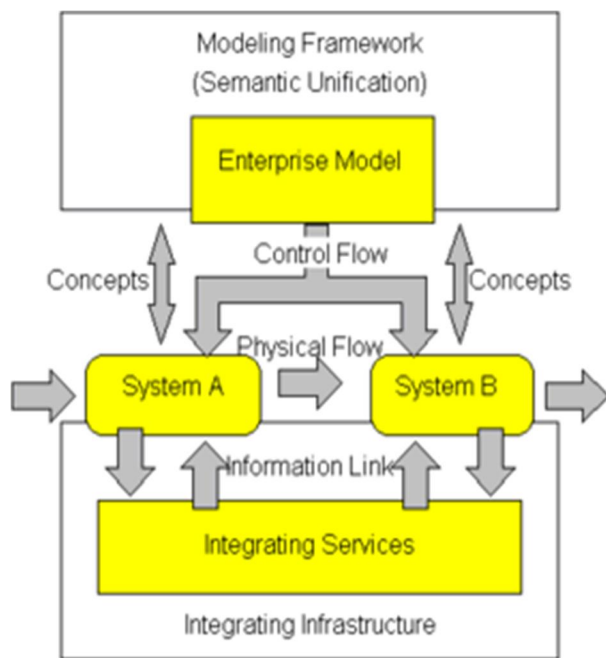 Modeling Framework
(Semantic Unification)
Enterprise Model
Control Flow
Concepts
Concepts
Physical Flow
System A
System B
Information Link
Integrating Services
Integrating Infrastructure